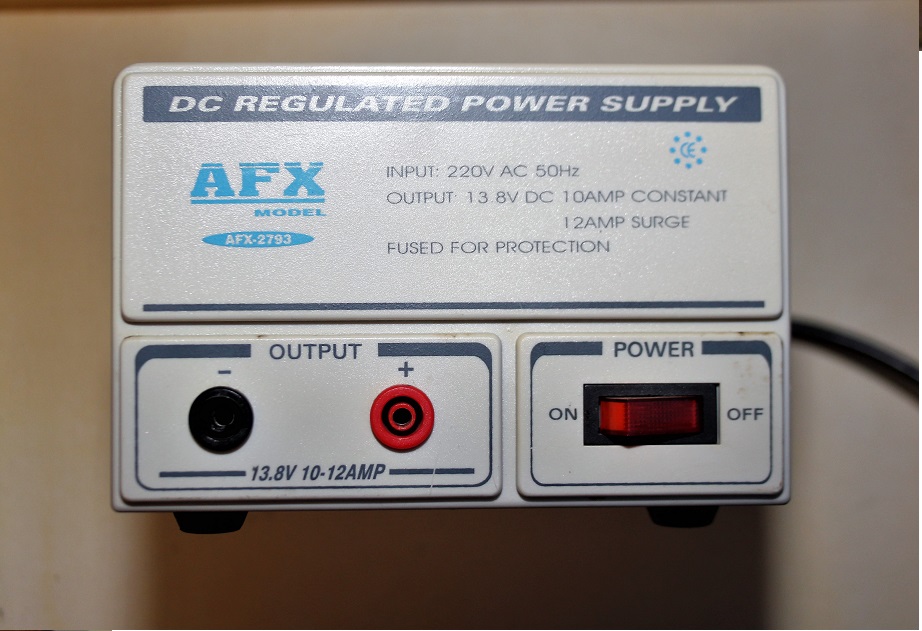 DC REGULATED POWER SUPPLY
AFX
MODEL
AFX-2793
CE
INPUT: 220V AC 50Hz
OUTPUT: 13.8V DC 10AMP CONSTANT
12AMP SURGE
FUSED FOR PROTECTION
OUTPUT
- +
13.8V 10-12AMP
POWER
ON OFF